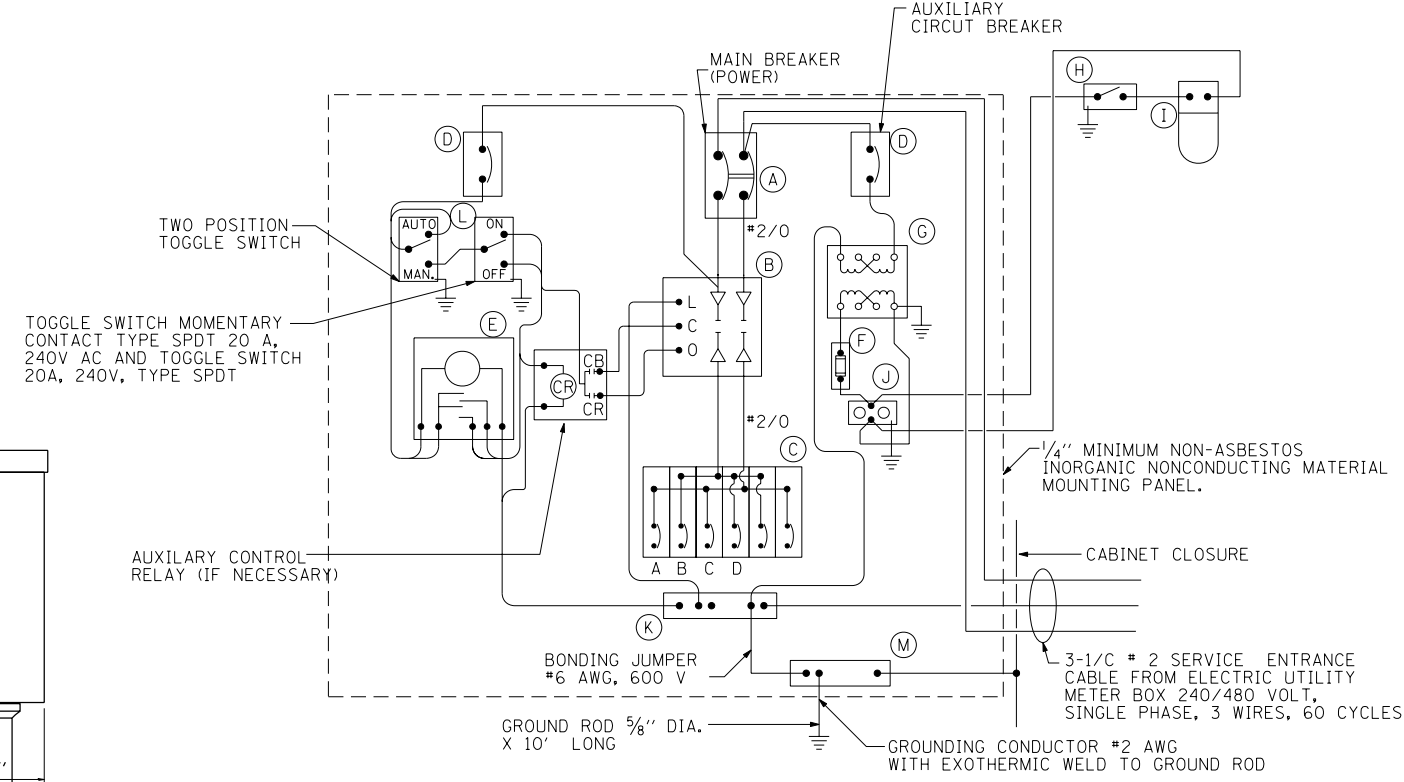 AUXILIARY
CIRCUT BREAKER
MAIN BREAKER
(POWER)
H
I
D
D
A
L
AUTO
ON
MAN.
OFF
TWO POSITION
TOGGLE SWITCH
#2/0
G
B
L
C
O
TOGGLE SWITCH MOMENTARY
CONTACT TYPE SPDT 20 A,
240V AC AND TOGGLE SWITCH
20A, 240V, TYPE SPDT
E
F
CB
CR
CR
J
#2/0
C
1/4" MINIMUM NON-ASBESTOS
INORGANIC NONCONDUCTING MATERIAL
MOUNTING PANEL.
AUXILARY CONTROL
RELAY (IF NECESSARY)
CABINET CLOSURE
A B C D
K
M
BONDING JUMPER
#6 AWG, 600 V
3-1/C # 2 SERVICE ENTRANCE
CABLE FROM ELECTRIC UTILITY
METER BOX 240/480 VOLT,
SINGLE PHASE, 3 WIRES, 60 CYCLES
GROUND ROD 5/8" DIA.
X 10' LONG
GROUNDING CONDUCTOR #2 AWG
WITH EXOTHERMIC WELD TO GROUND ROD